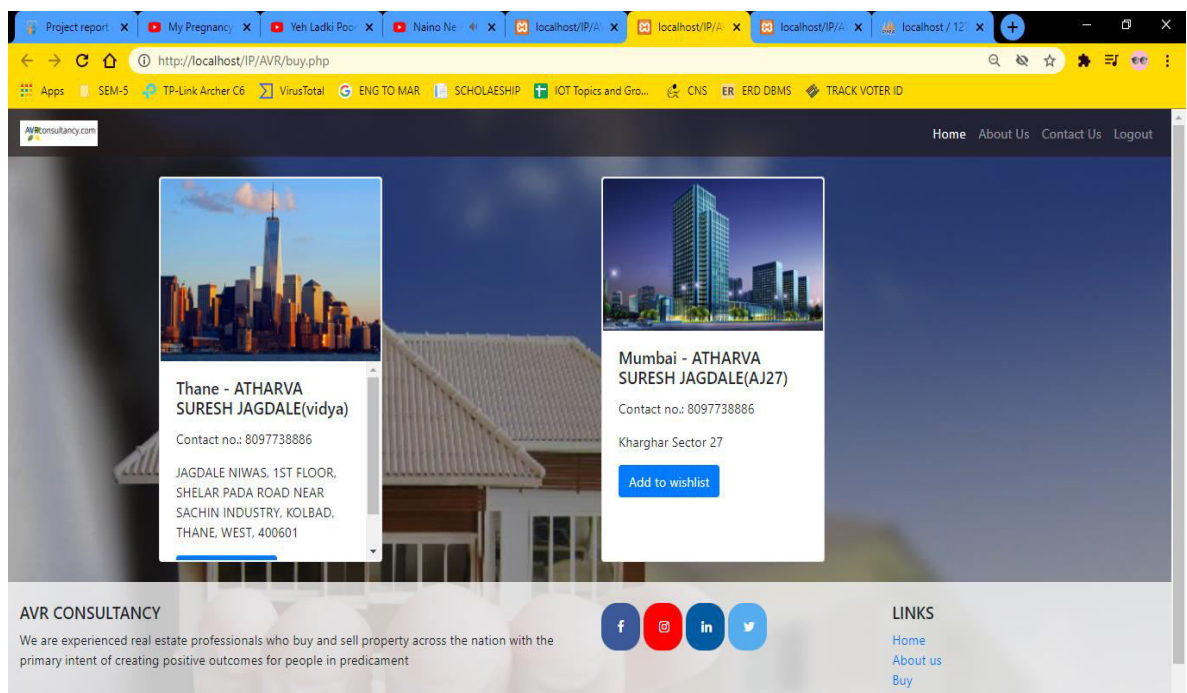 Project report
My Pregnancy
Yeh Ladki Poo
Naino Ne
localhost/IP/A
localhost/IP/A
localhost/IP/A
localhost / 127
http://localhost/IP/AVR/buy.php
Apps
SEM-5
TP-Link Archer C6
VirusTotal
ENG TO MAR
SCHOLAESHIP
IOT Topics and Gro...
CNS
ER ERD DBMS
TRACK VOTER ID
AVRconsultancy.com
Home
About Us
Contact Us
Logout
Thane - ATHARVA
SURESH JAGDALE(vidya)
Contact no.: 8097738886
JAGDALE NIWAS, 1ST FLOOR,
SHELAR PADA ROAD NEAR
SACHIN INDUSTRY, KOLBAD,
THANE, WEST, 400601
Mumbai - ATHARVA
SURESH JAGDALE(AJ27)
Contact no.: 8097738886
Kharghar Sector 27
Add to wishlist
AVR CONSULTANCY
We are experienced real estate professionals who buy and sell property across the nation with the
primary intent of creating positive outcomes for people in predicament
LINKS
Home
About us
Buy